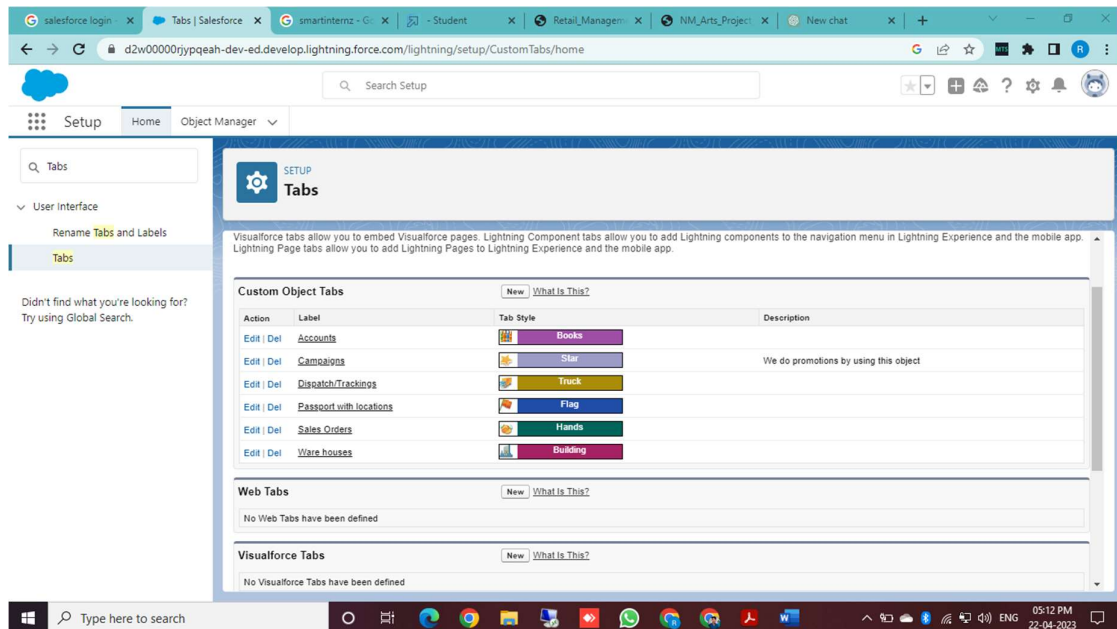 salesforce login -
Tabs | Salesforce
smartinternz - Go
- Student
Retail_Managem
NM_Arts_Project
New chat
d2w00000rjypqeah-dev-ed.develop.lightning.force.com/lightning/setup/CustomTabs/home
MTS
R
Search Setup
Setup
Home
Object Manager
Tabs
SETUP
Tabs
User Interface
Rename Tabs and Labels
Tabs
Didn't find what you're looking for?
Try using Global Search.
Visualforce tabs allow you to embed Visualforce pages. Lightning Component tabs allow you to add Lightning components to the navigation menu in Lightning Experience and the mobile app.
Lightning Page tabs allow you to add Lightning Pages to Lightning Experience and the mobile app.
Custom Object Tabs New What Is This?
Action Label Tab Style Description
Edit | Del Accounts Books
Edit | Del Campaigns Star We do promotions by using this object
Edit | Del Dispatch/Trackings Truck
Edit | Del Passport with locations Flag
Edit | Del Sales Orders Hands
Edit | Del Ware houses Building
Web Tabs New What Is This?
No Web Tabs have been defined
Visualforce Tabs New What Is This?
No Visualforce Tabs have been defined
Type here to search
ENG
05:12 PM
22-04-2023